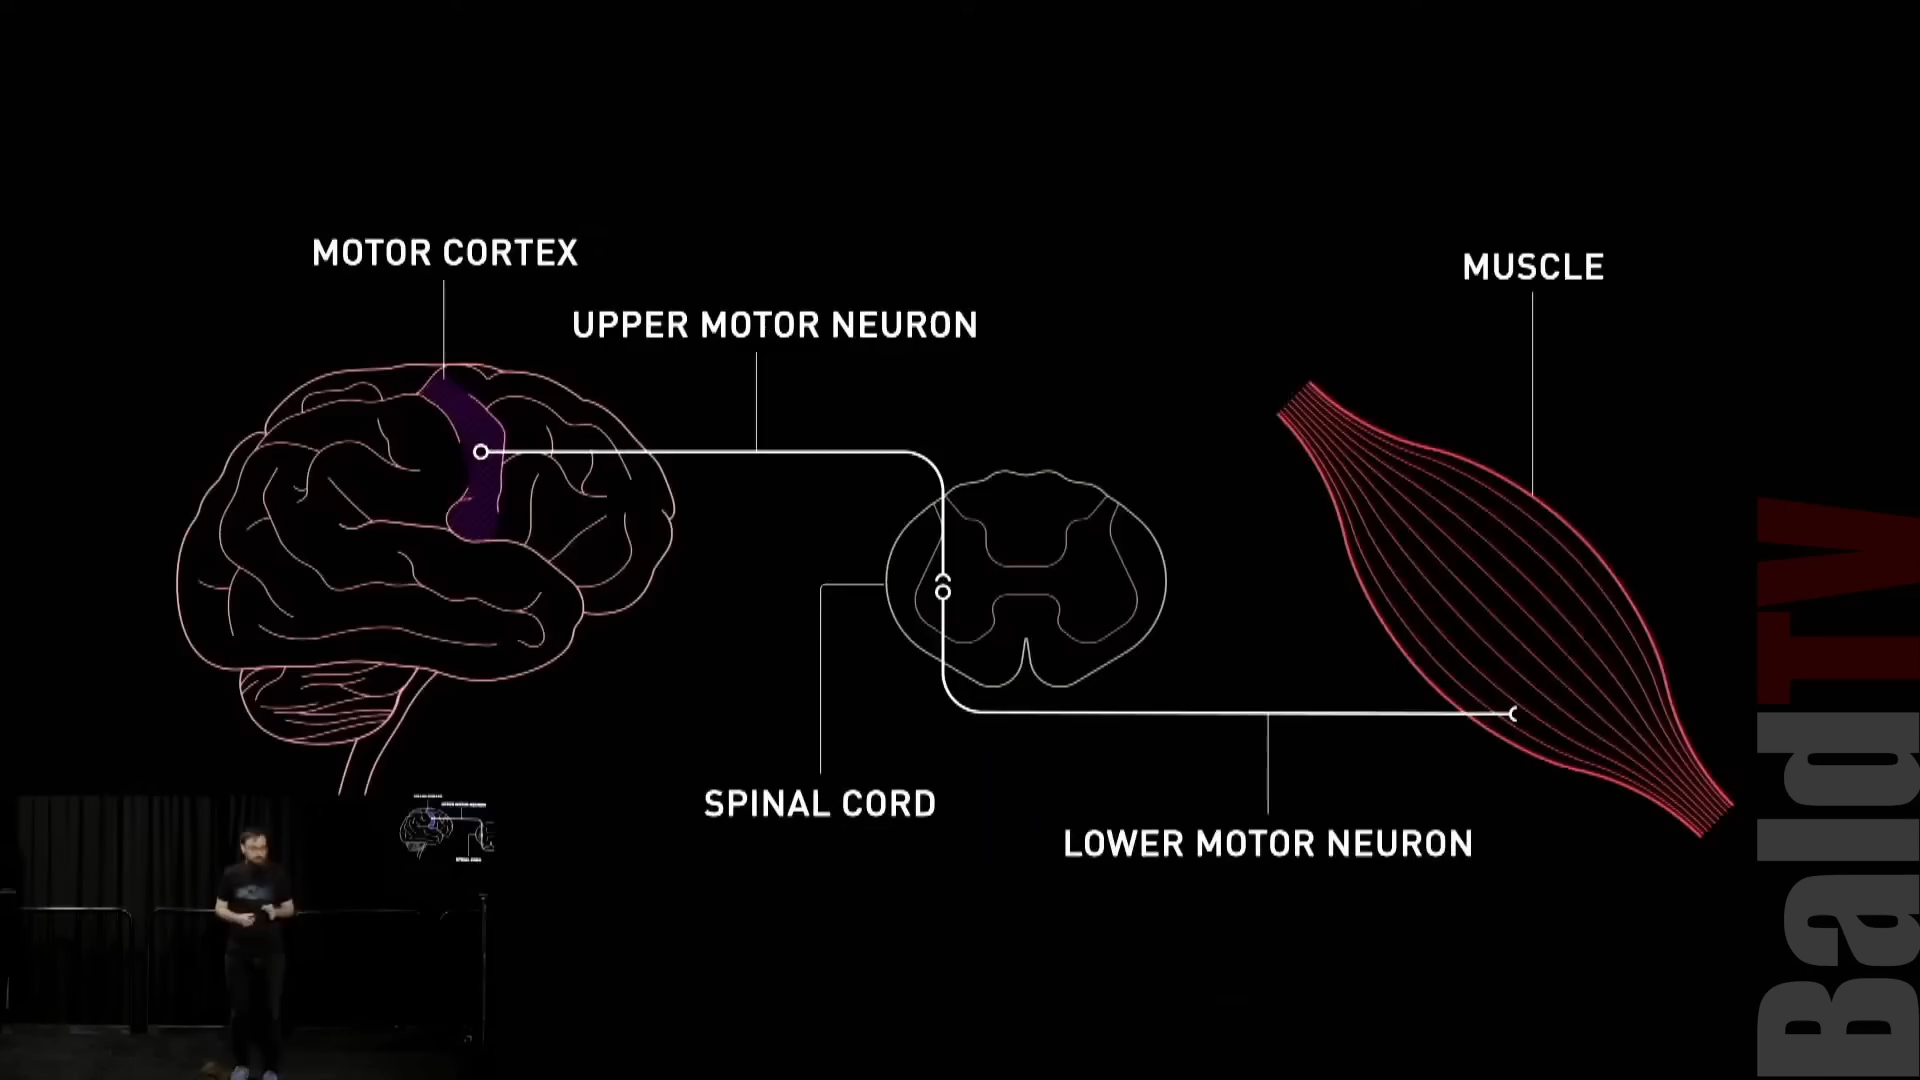 MOTOR CORTEX
UPPER MOTOR NEURON
MUSCLE
SPINAL CORD
LOWER MOTOR NEURON
BaldTV